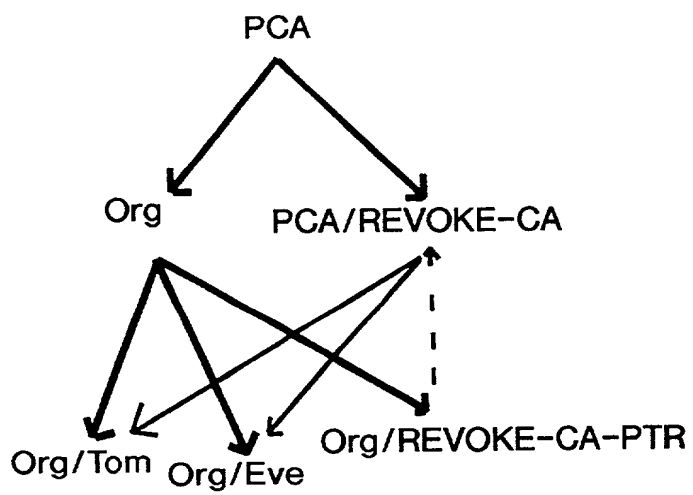 PCA
Org
PCA/REVOKE-CA
Org/Tom
Org/Eve
Org/REVOKE-CA-PTR